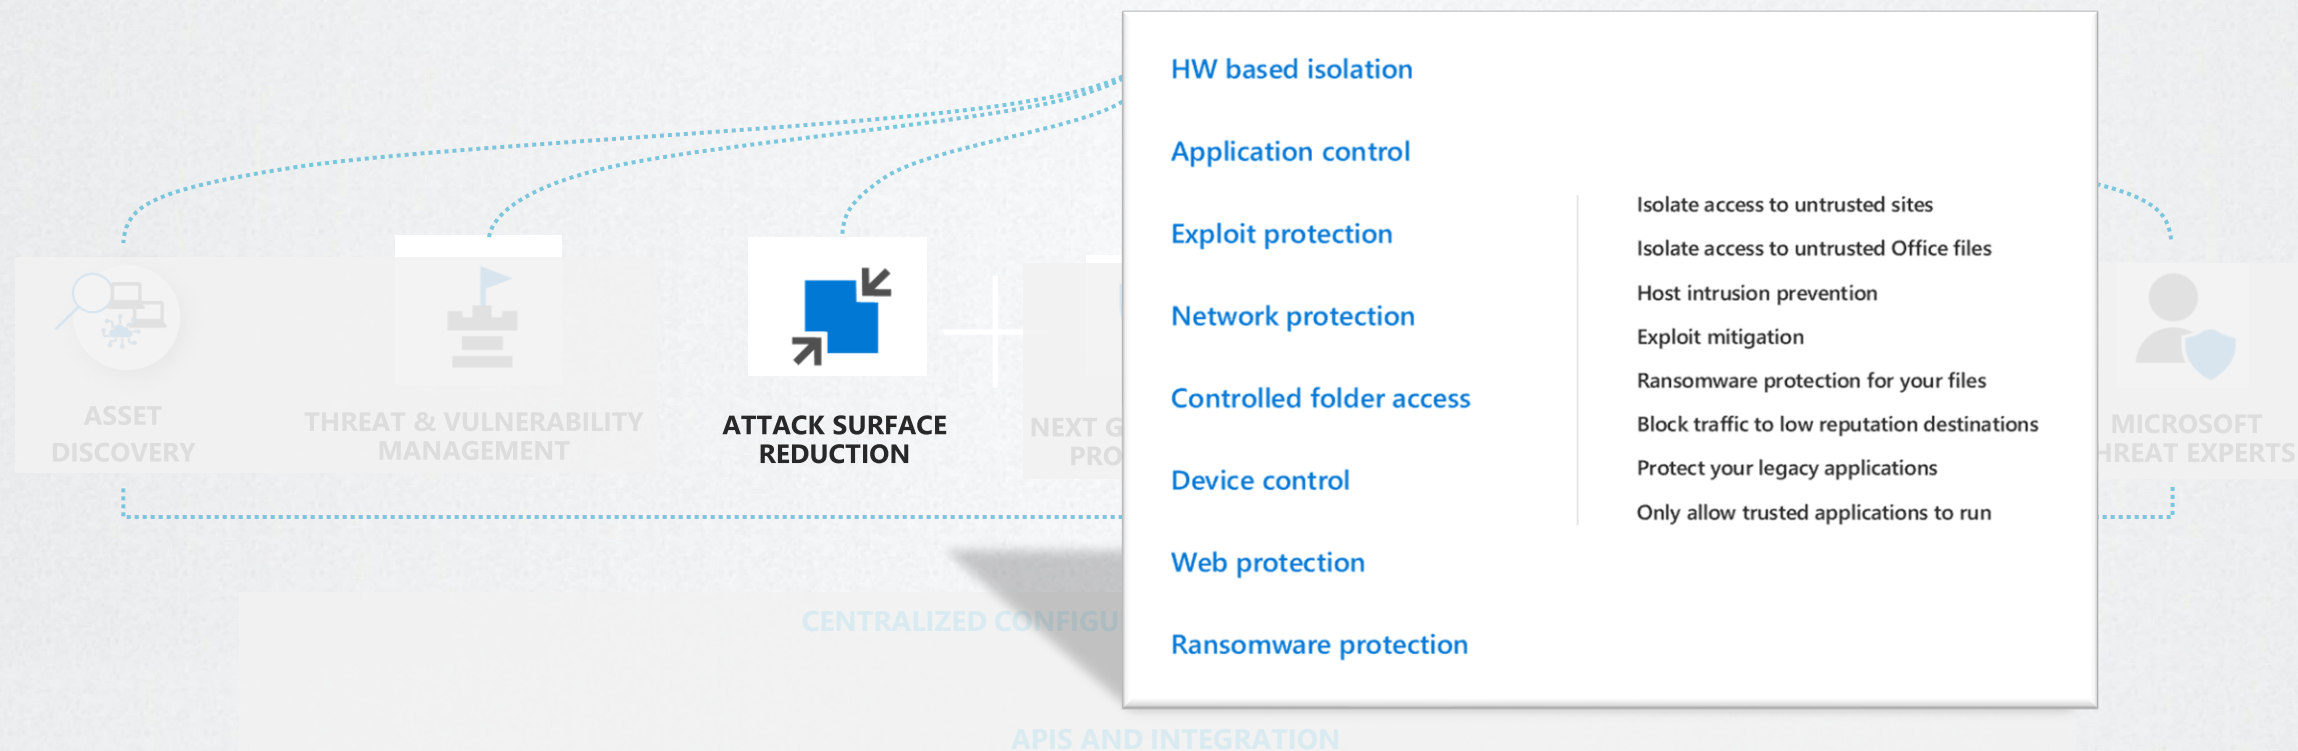 HW based isolation
Application control
Exploit protection
Network protection
Controlled folder access
Device control
Web protection
Ransomware protection
Isolate access to untrusted sites
Isolate access to untrusted Office files
Host intrusion prevention
Exploit mitigation
Ransomware protection for your files
Block traffic to low reputation destinations
Protect your legacy applications
Only allow trusted applications to run
ASSET
DISCOVERY
THREAT & VULNERABILITY
MANAGEMENT
ATTACK SURFACE
REDUCTION
NEXT
MICROSOFT
EXPERTS
CENTRALIZED
APIS AND INTEGRATION